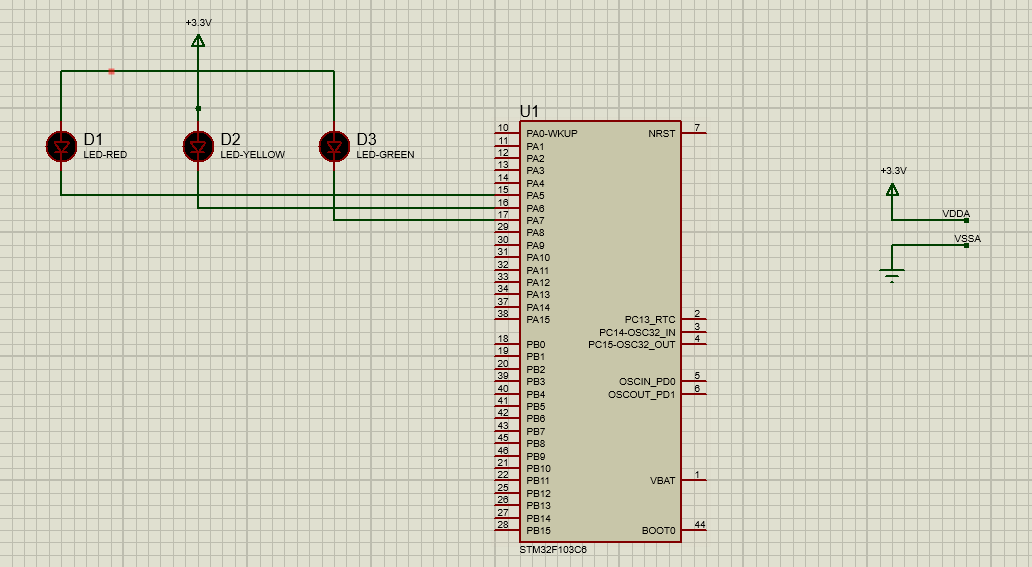 +3.3V
D1
LED-RED
D2
LED-YELLOW
D3
LED-GREEN
U1
10 PA0-WKUP NRST 7
11 PA1
12 PA2
13 PA3
14 PA4
15 PA5
16 PA6
17 PA7
29 PA8
30 PA9
31 PA10
32 PA11
33 PA12
34 PA13
37 PA14
38 PA15 PC13_RTC 2
PC14-OSC32_IN 3
18 PB0 PC15-OSC32_OUT 4
19 PB1
20 PB2
39 PB3 OSCIN_PD0 5
40 PB4 OSCOUT_PD1 6
41 PB5
42 PB6
43 PB7
45 PB8
46 PB9
21 PB10
22 PB11 VBAT 1
25 PB12
26 PB13
27 PB14
28 PB15 BOOT0 44
STM32F103C6
+3.3V
VDDA
VSSA